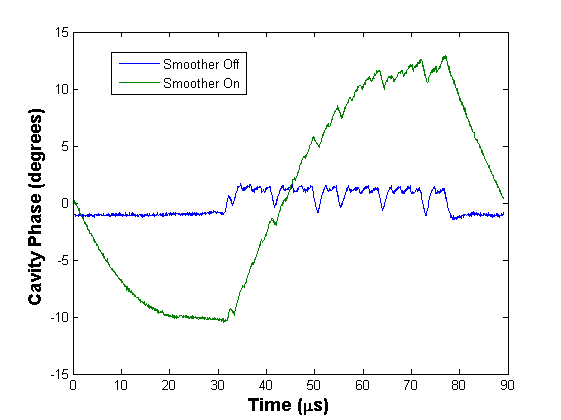 15
Smoother Off
Smoother On
10
5
0
-5
-10
-15
Cavity Phase (degrees)
0 10 20 30 40 50 60 70 80 90
Time (μs)